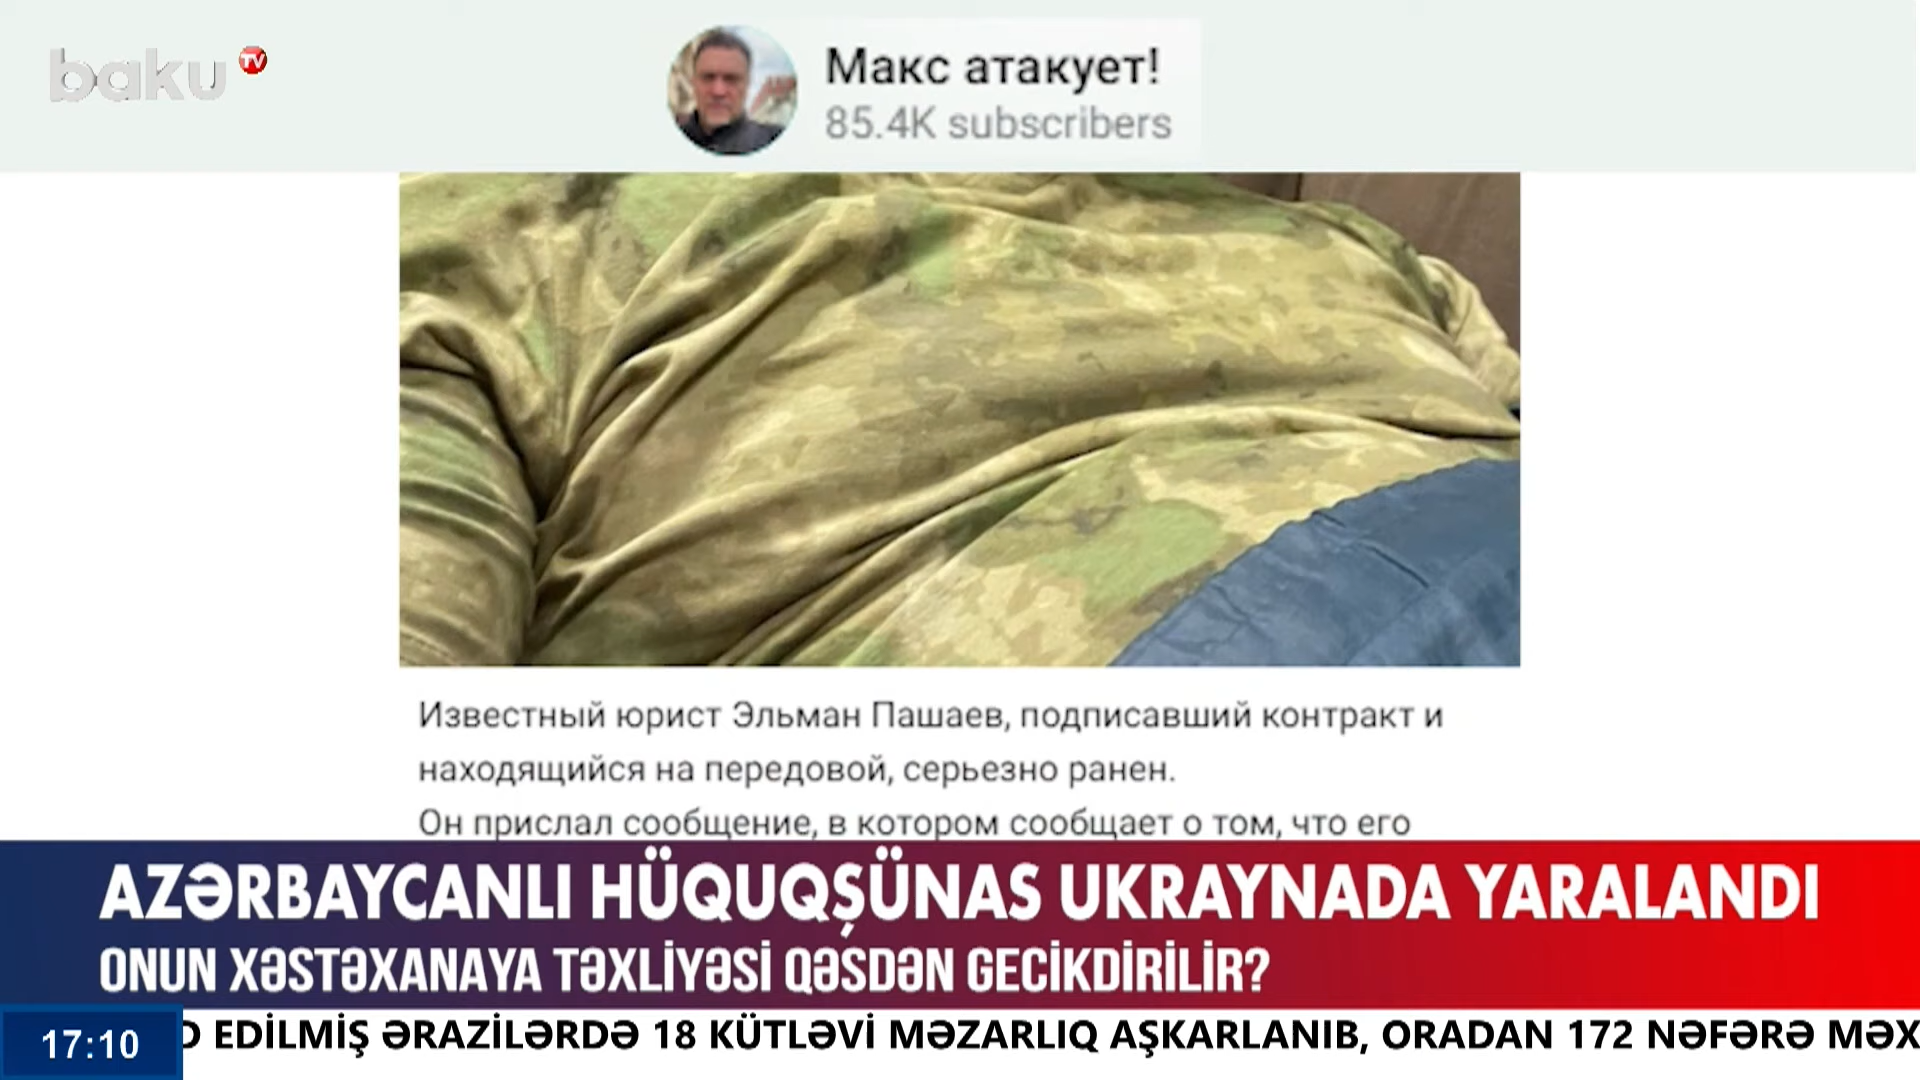 baku TV
Макс атакует!
85.4K subscribers
Известный юрист Эльман Пашаев, подписавший контракт и
находящийся на передовой, серьезно ранен.
Он прислал сообщение, в котором сообщает о том, что его
AZƏRBAYCANLI HÜQUQŞÜNAS UKRAYNADA YARALANDI
ONUN XƏSTƏXANAYA TƏXLİYƏSİ QƏSDƏN GECİKDİRİLİR?
17:10
D EDİLMİŞ ƏRAZİLƏRDƏ 18 KÜTLƏVİ MƏZARLIQ AŞKARLANIB, ORADAN 172 NƏFƏRƏ MƏX